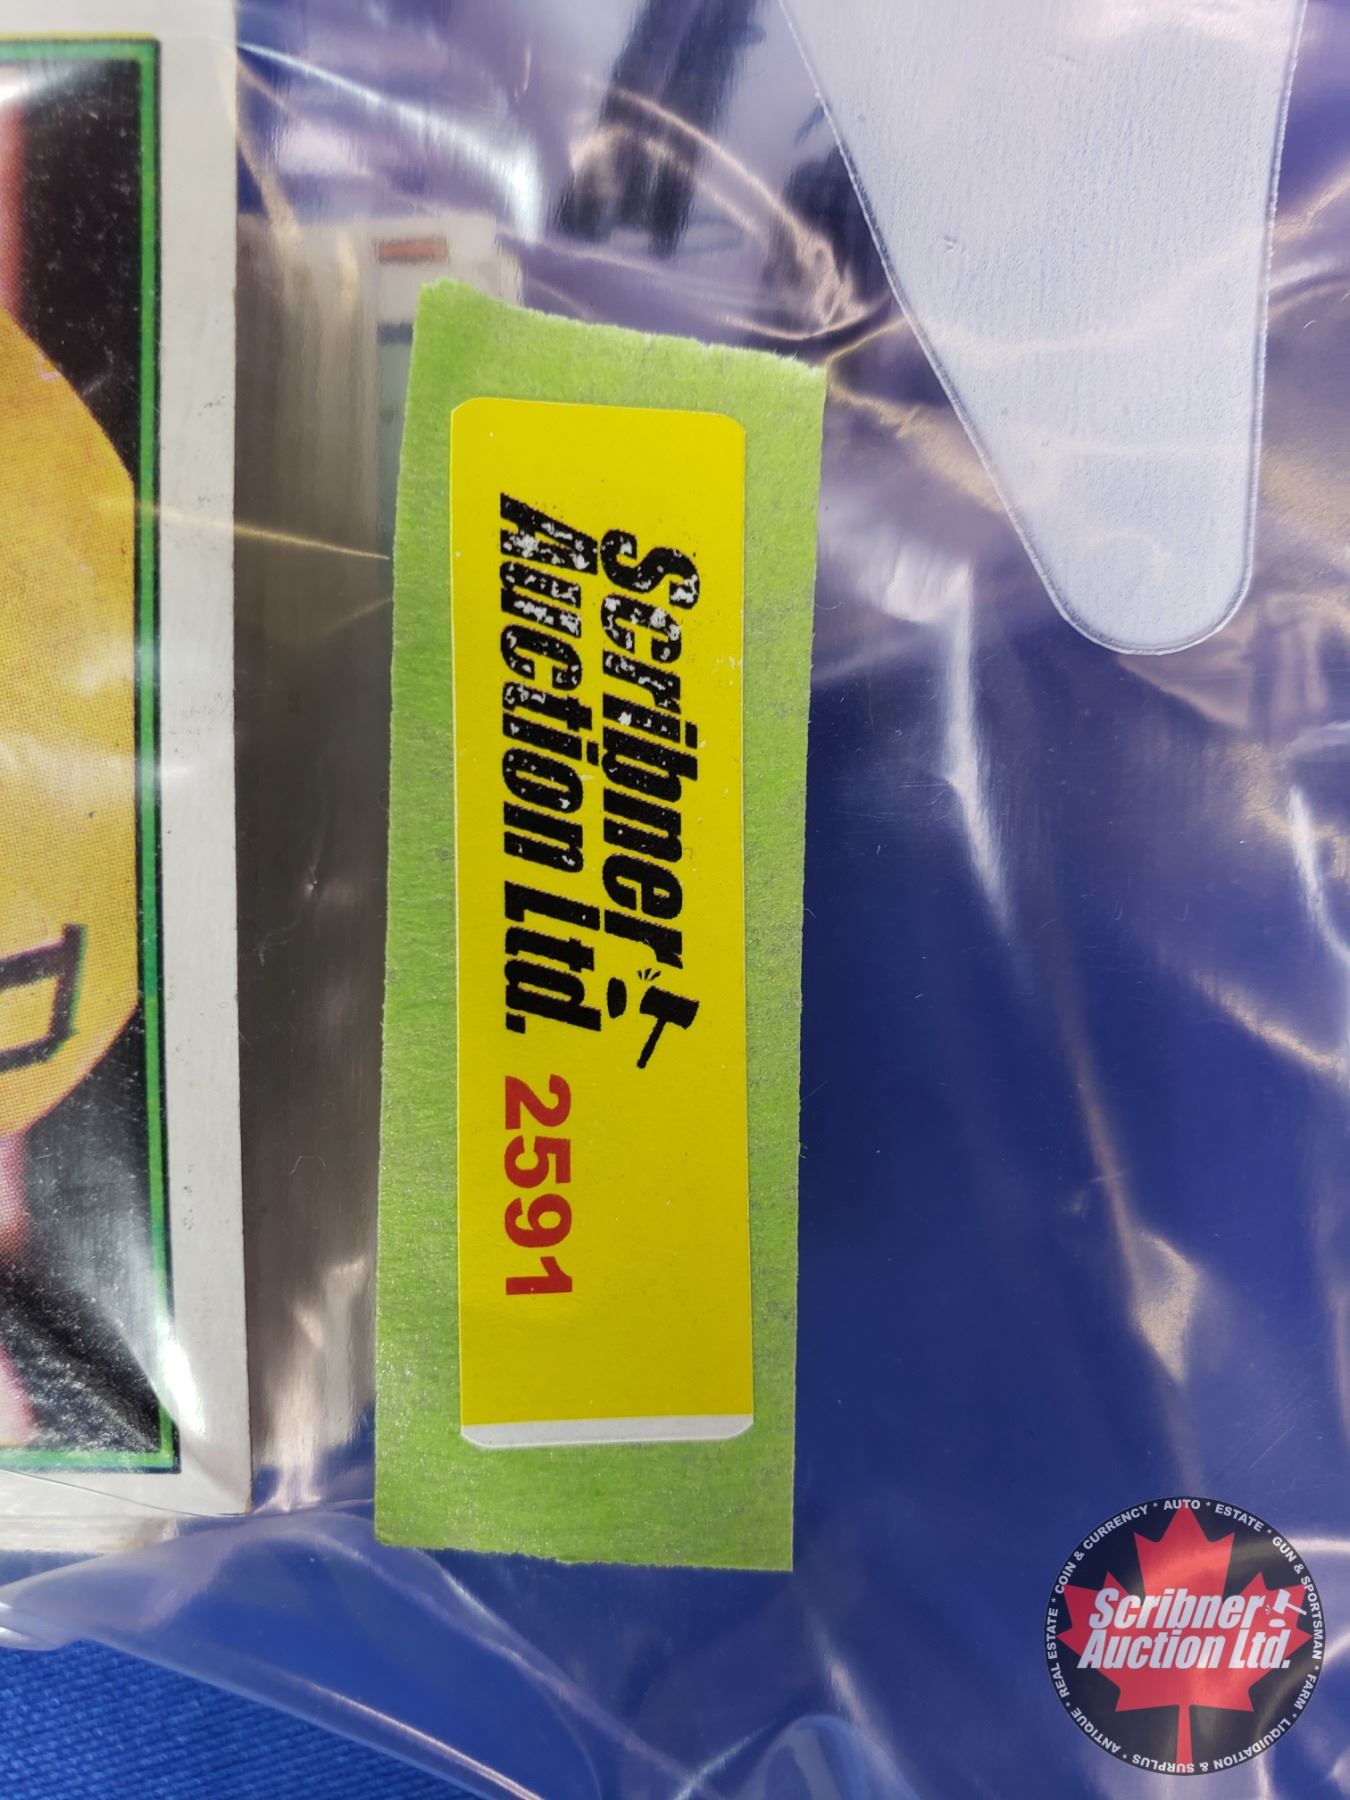 Scribner
Auction Ltd. 2591
COIN & CURRENCY * AUTO * ESTATE * GUN & SPORTSMAN * FARM * LIQUIDATION & SURPLUS * ANTIQUE * REAL ESTATE *
Scribner
Auction Ltd.